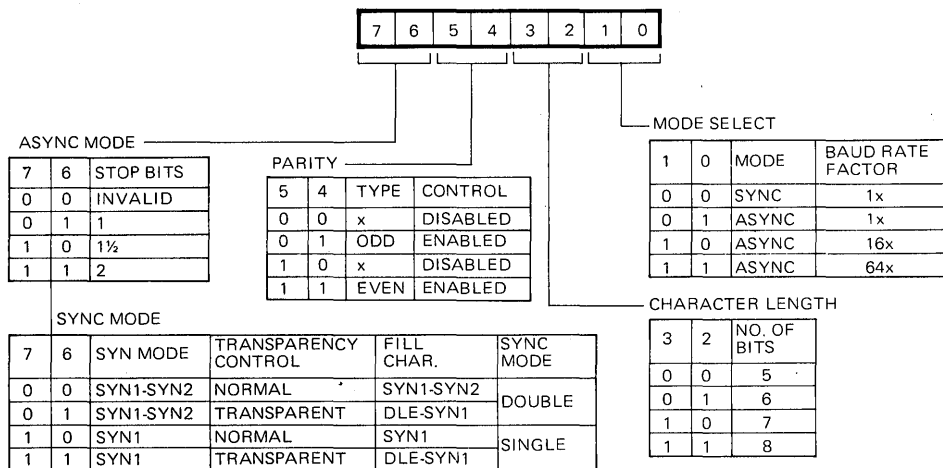 7 6 5 4 3 2 1 0
ASYNC MODE
7 6 STOP BITS
0 0 INVALID
0 1 1
1 0 1½
1 1 2
PARITY
5 4 TYPE CONTROL
0 0 x DISABLED
0 1 ODD ENABLED
1 0 x DISABLED
1 1 EVEN ENABLED
MODE SELECT
1 0 MODE BAUD RATE FACTOR
0 0 SYNC 1x
0 1 ASYNC 1x
1 0 ASYNC 16x
1 1 ASYNC 64x
CHARACTER LENGTH
3 2 NO. OF BITS
0 0 5
0 1 6
1 0 7
1 1 8
SYNC MODE
7 6 SYN MODE TRANSPARENCY CONTROL FILL CHAR. SYNC MODE
0 0 SYN1-SYN2 NORMAL SYN1-SYN2 DOUBLE
0 1 SYN1-SYN2 TRANSPARENT DLE-SYN1
1 0 SYN1 NORMAL SYN1 SINGLE
1 1 SYN1 TRANSPARENT DLE-SYN1